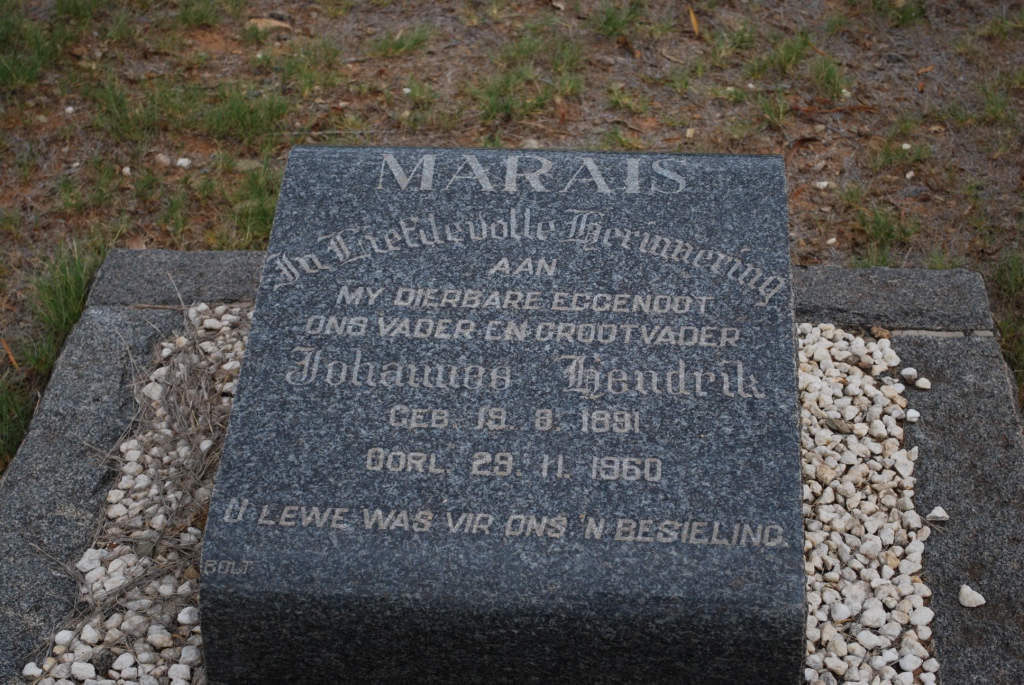 MARAIS
In Liefdevolle Herinnering
AAN
MY DIERBARE EGGENOOT
ONS VADER EN GROOTVADER
Johannes Hendrik
GEB. 19. 8. 1891
OORL. 29. 11. 1960
U LEWE WAS VIR ONS 'N BESIELING
BOLT